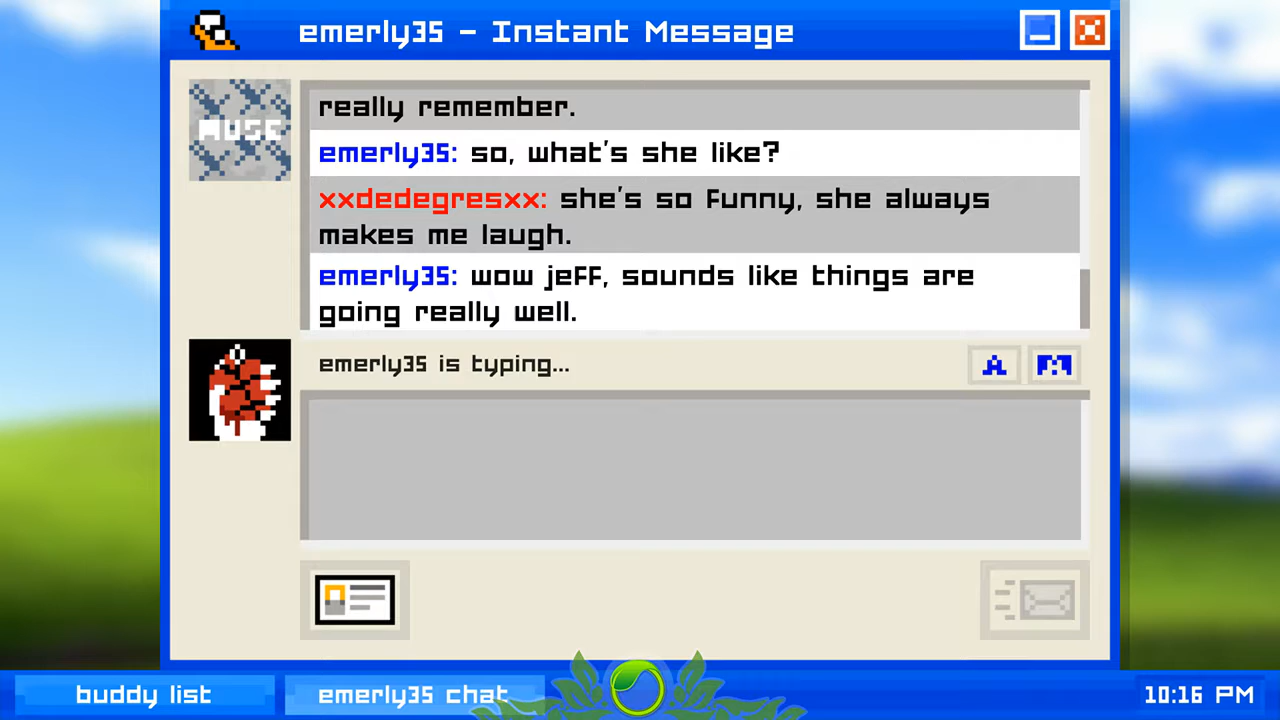 emerly35 - Instant Message
MUSE
really remember.
emerly35: so, what's she like?
xxdedegresxx: she's so funny, she always
makes me laugh.
emerly35: wow jeff, sounds like things are
going really well.
emerly35 is typing...
A
buddy list
emerly35 chat
10:16 PM